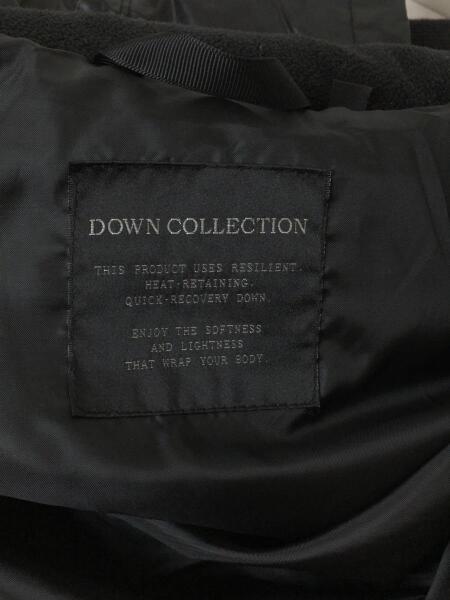 DOWN COLLECTION
THIS PRODUCT USES RESILIENT.
HEAT-RETAINING.
QUICK-RECOVERY DOWN.
ENJOY THE SOFTNESS
AND LIGHTNESS
THAT WRAP YOUR BODY.